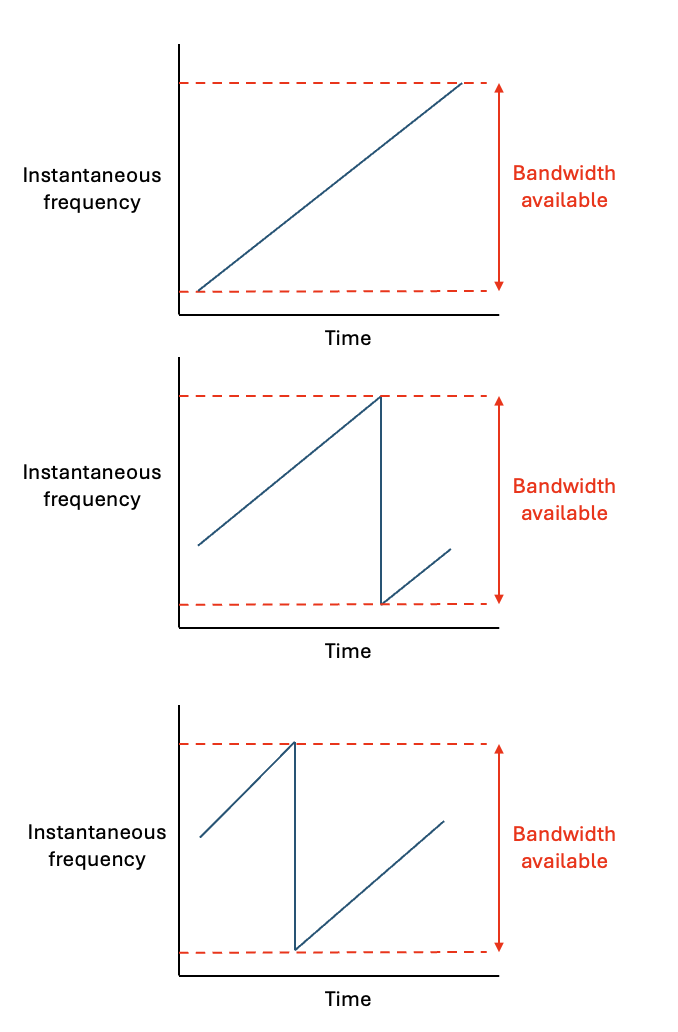 Instantaneous
frequency
Bandwidth
available
Time
Instantaneous
frequency
Bandwidth
available
Time
Instantaneous
frequency
Bandwidth
available
Time